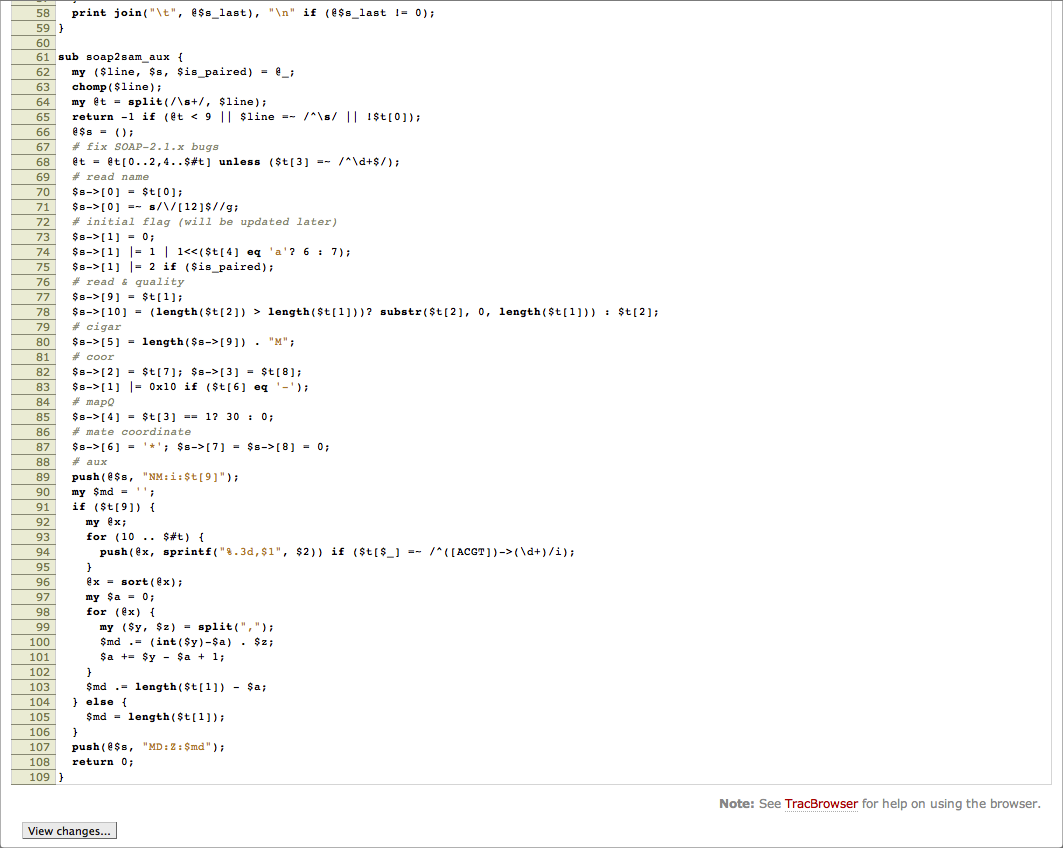 58 print join("\t", @$s_last), "\n" if (@$s_last != 0);
59 }
60
61 sub soap2sam_aux {
62 my ($line, $s, $is_paired) = @_;
63 chomp($line);
64 my @t = split(/\s+/, $line);
65 return -1 if (@t < 9 || $line =~ /^\s/ || !$t[0]);
66 @$s = ();
67 # fix SOAP-2.1.x bugs
68 @t = @t[0..2,4..$#t] unless ($t[3] =~ /^\d+$/);
69 # read name
70 $s->[0] = $t[0];
71 $s->[0] =~ s/\/[12]$//g;
72 # initial flag (will be updated later)
73 $s->[1] = 0;
74 $s->[1] |= 1 | 1<<($t[4] eq 'a'? 6 : 7);
75 $s->[1] |= 2 if ($is_paired);
76 # read & quality
77 $s->[9] = $t[1];
78 $s->[10] = (length($t[2]) > length($t[1]))? substr($t[2], 0, length($t[1])) : $t[2];
79 # cigar
80 $s->[5] = length($s->[9]) . "M";
81 # coor
82 $s->[2] = $t[7]; $s->[3] = $t[8];
83 $s->[1] |= 0x10 if ($t[6] eq '-');
84 # mapQ
85 $s->[4] = $t[3] == 1? 30 : 0;
86 # mate coordinate
87 $s->[6] = '*'; $s->[7] = $s->[8] = 0;
88 # aux
89 push(@$s, "NM:i:$t[9]");
90 my $md = '';
91 if ($t[9]) {
92 my @x;
93 for (10 .. $#t) {
94 push(@x, sprintf("%.3d,$1", $2)) if ($t[$_] =~ /^([ACGT])->(\d+)/i);
95 }
96 @x = sort(@x);
97 my $a = 0;
98 for (@x) {
99 my ($y, $z) = split(",");
100 $md .= (int($y)-$a) . $z;
101 $a += $y - $a + 1;
102 }
103 $md .= length($t[1]) - $a;
104 } else {
105 $md = length($t[1]);
106 }
107 push(@$s, "MD:Z:$md");
108 return 0;
109 }
Note: See TracBrowser for help on using the browser.
View changes...